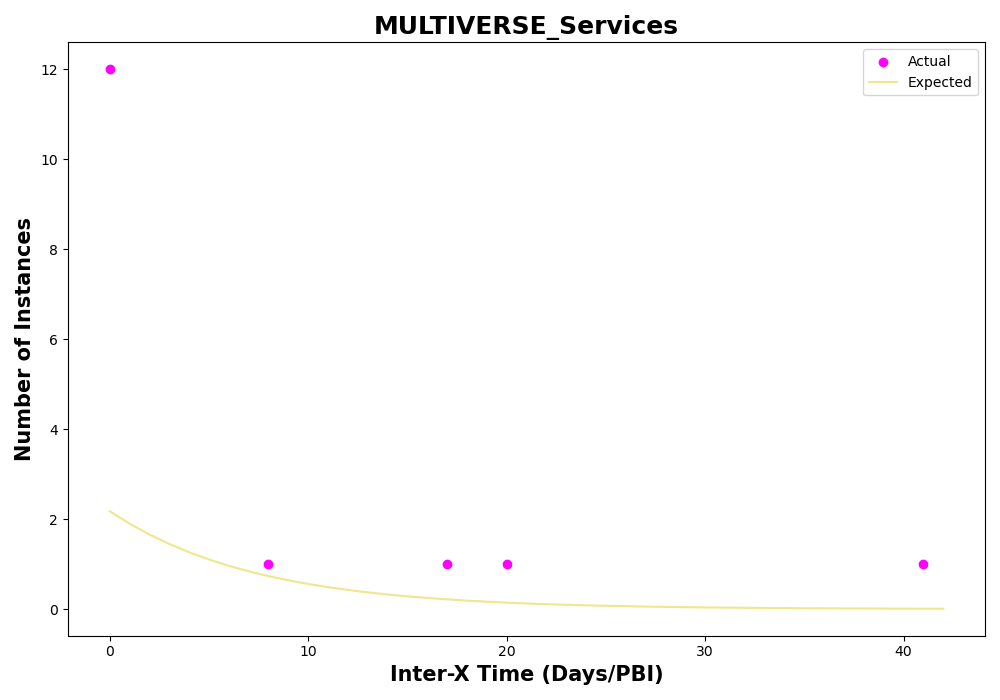 MULTIVERSE_Services
Actual
Expected
Number of Instances
12
10
8
6
4
2
0
0 10 20 30 40
Inter-X Time (Days/PBI)